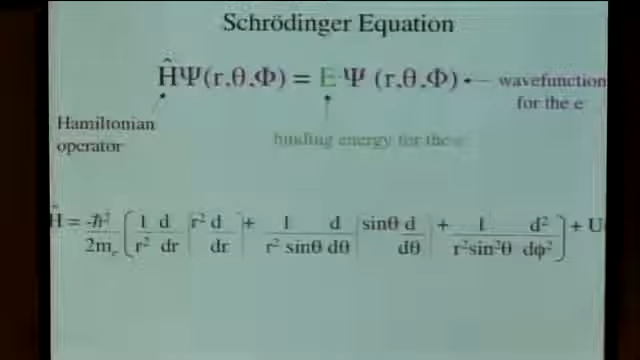 Schrödinger Equation
ĤΨ(r,θ,Φ) = E Ψ (r,θ,Φ) ← wavefunction
for the e
Hamiltonian
operator
binding energy for the e
Ĥ = -ℏ²/2mₑ [ 1/r² d/dr ( r² d/dr ) + 1/r² sinθ d/dθ ( sinθ d/dθ ) + 1/r²sin²θ d²/dφ² ] + U